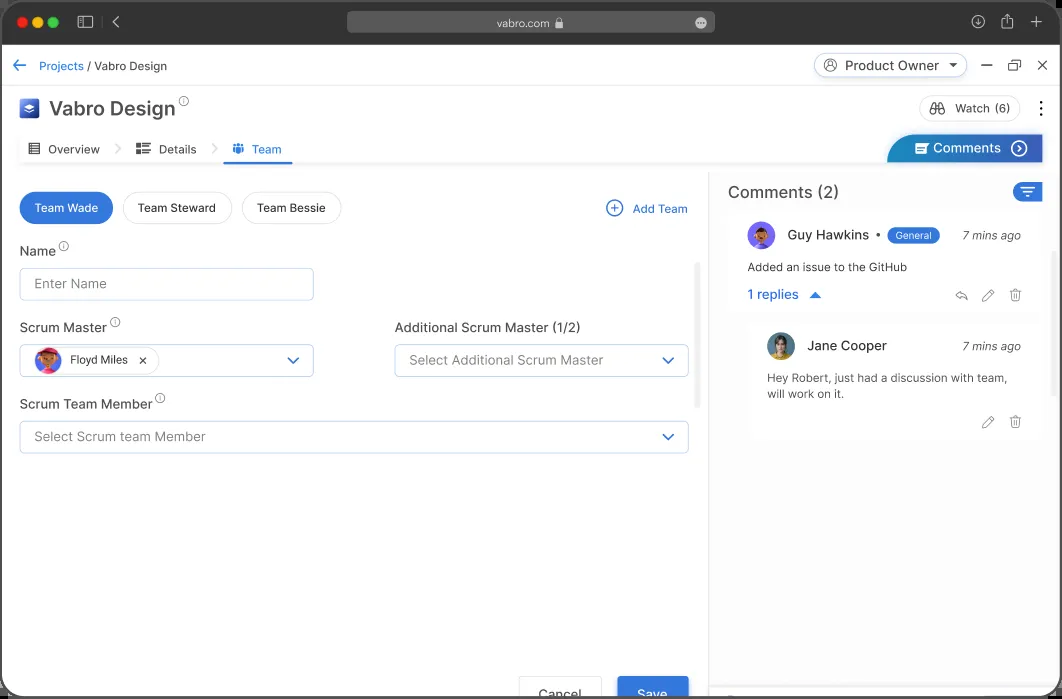 vabro.com
Projects / Vabro Design
Product Owner
Vabro Design
Watch (6)
Overview
Details
Team
Comments
Team Wade
Team Steward
Team Bessie
Add Team
Name
Enter Name
Scrum Master
Additional Scrum Master (1/2)
Floyd Miles
Select Additional Scrum Master
Scrum Team Member
Select Scrum team Member
Cancel
Save
Comments (2)
Guy Hawkins • General 7 mins ago
Added an issue to the GitHub
1 replies
Jane Cooper 7 mins ago
Hey Robert, just had a discussion with team,
will work on it.